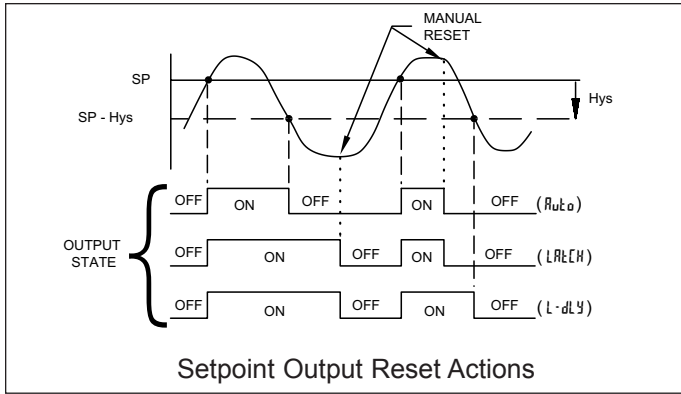 MANUAL
RESET
SP
Hys
SP - Hys
OFF ON OFF ON OFF (Auto)
OUTPUT
STATE
OFF ON OFF ON OFF (LAtCH)
OFF ON OFF ON OFF (L-dLY)
Setpoint Output Reset Actions